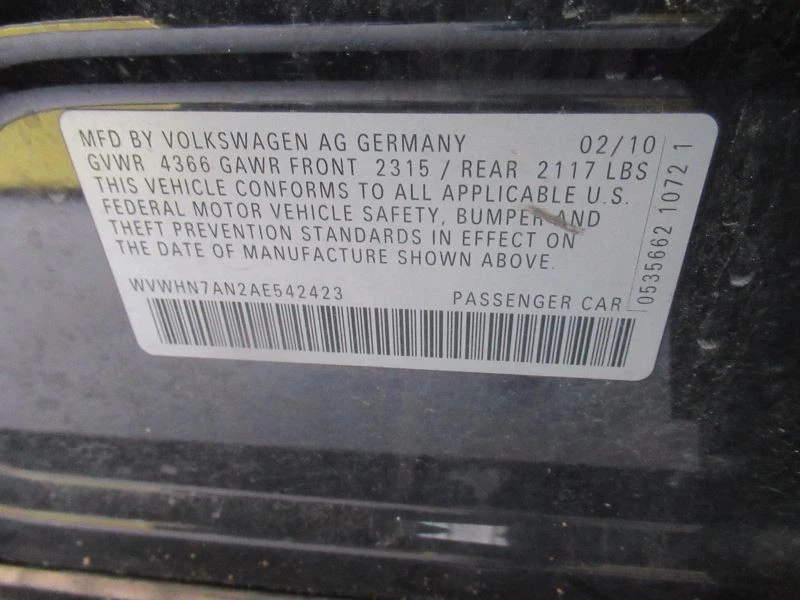 MFD BY VOLKSWAGEN AG GERMANY 02/10
GVWR 4366 GAWR FRONT 2315 / REAR 2117 LBS
THIS VEHICLE CONFORMS TO ALL APPLICABLE U.S.
FEDERAL MOTOR VEHICLE SAFETY, BUMPER AND
THEFT PREVENTION STANDARDS IN EFFECT ON
THE DATE OF MANUFACTURE SHOWN ABOVE.
WVWHN7AN2AE542423 PASSENGER CAR
0535662 10721